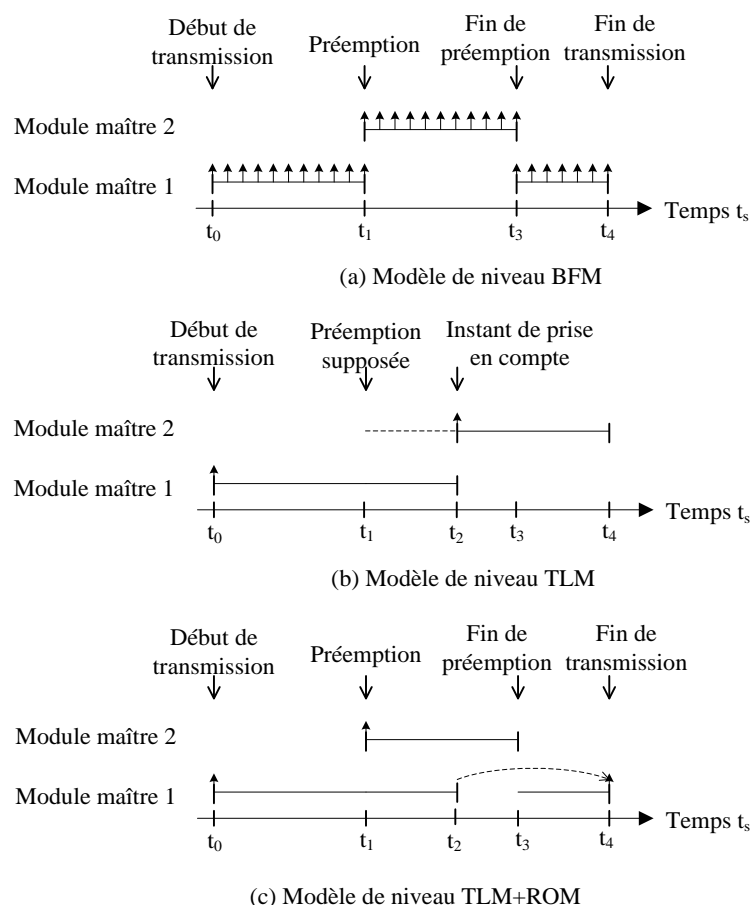 Début de transmission
Préemption
Fin de préemption
Fin de transmission
Module maître 2
Module maître 1
t0 t1 t3 t4 Temps ts
(a) Modèle de niveau BFM
Début de transmission
Préemption supposée
Instant de prise en compte
Module maître 2
Module maître 1
t0 t1 t2 t3 t4 Temps ts
(b) Modèle de niveau TLM
Début de transmission
Préemption
Fin de préemption
Fin de transmission
Module maître 2
Module maître 1
t0 t1 t2 t3 t4 Temps ts
(c) Modèle de niveau TLM+ROM